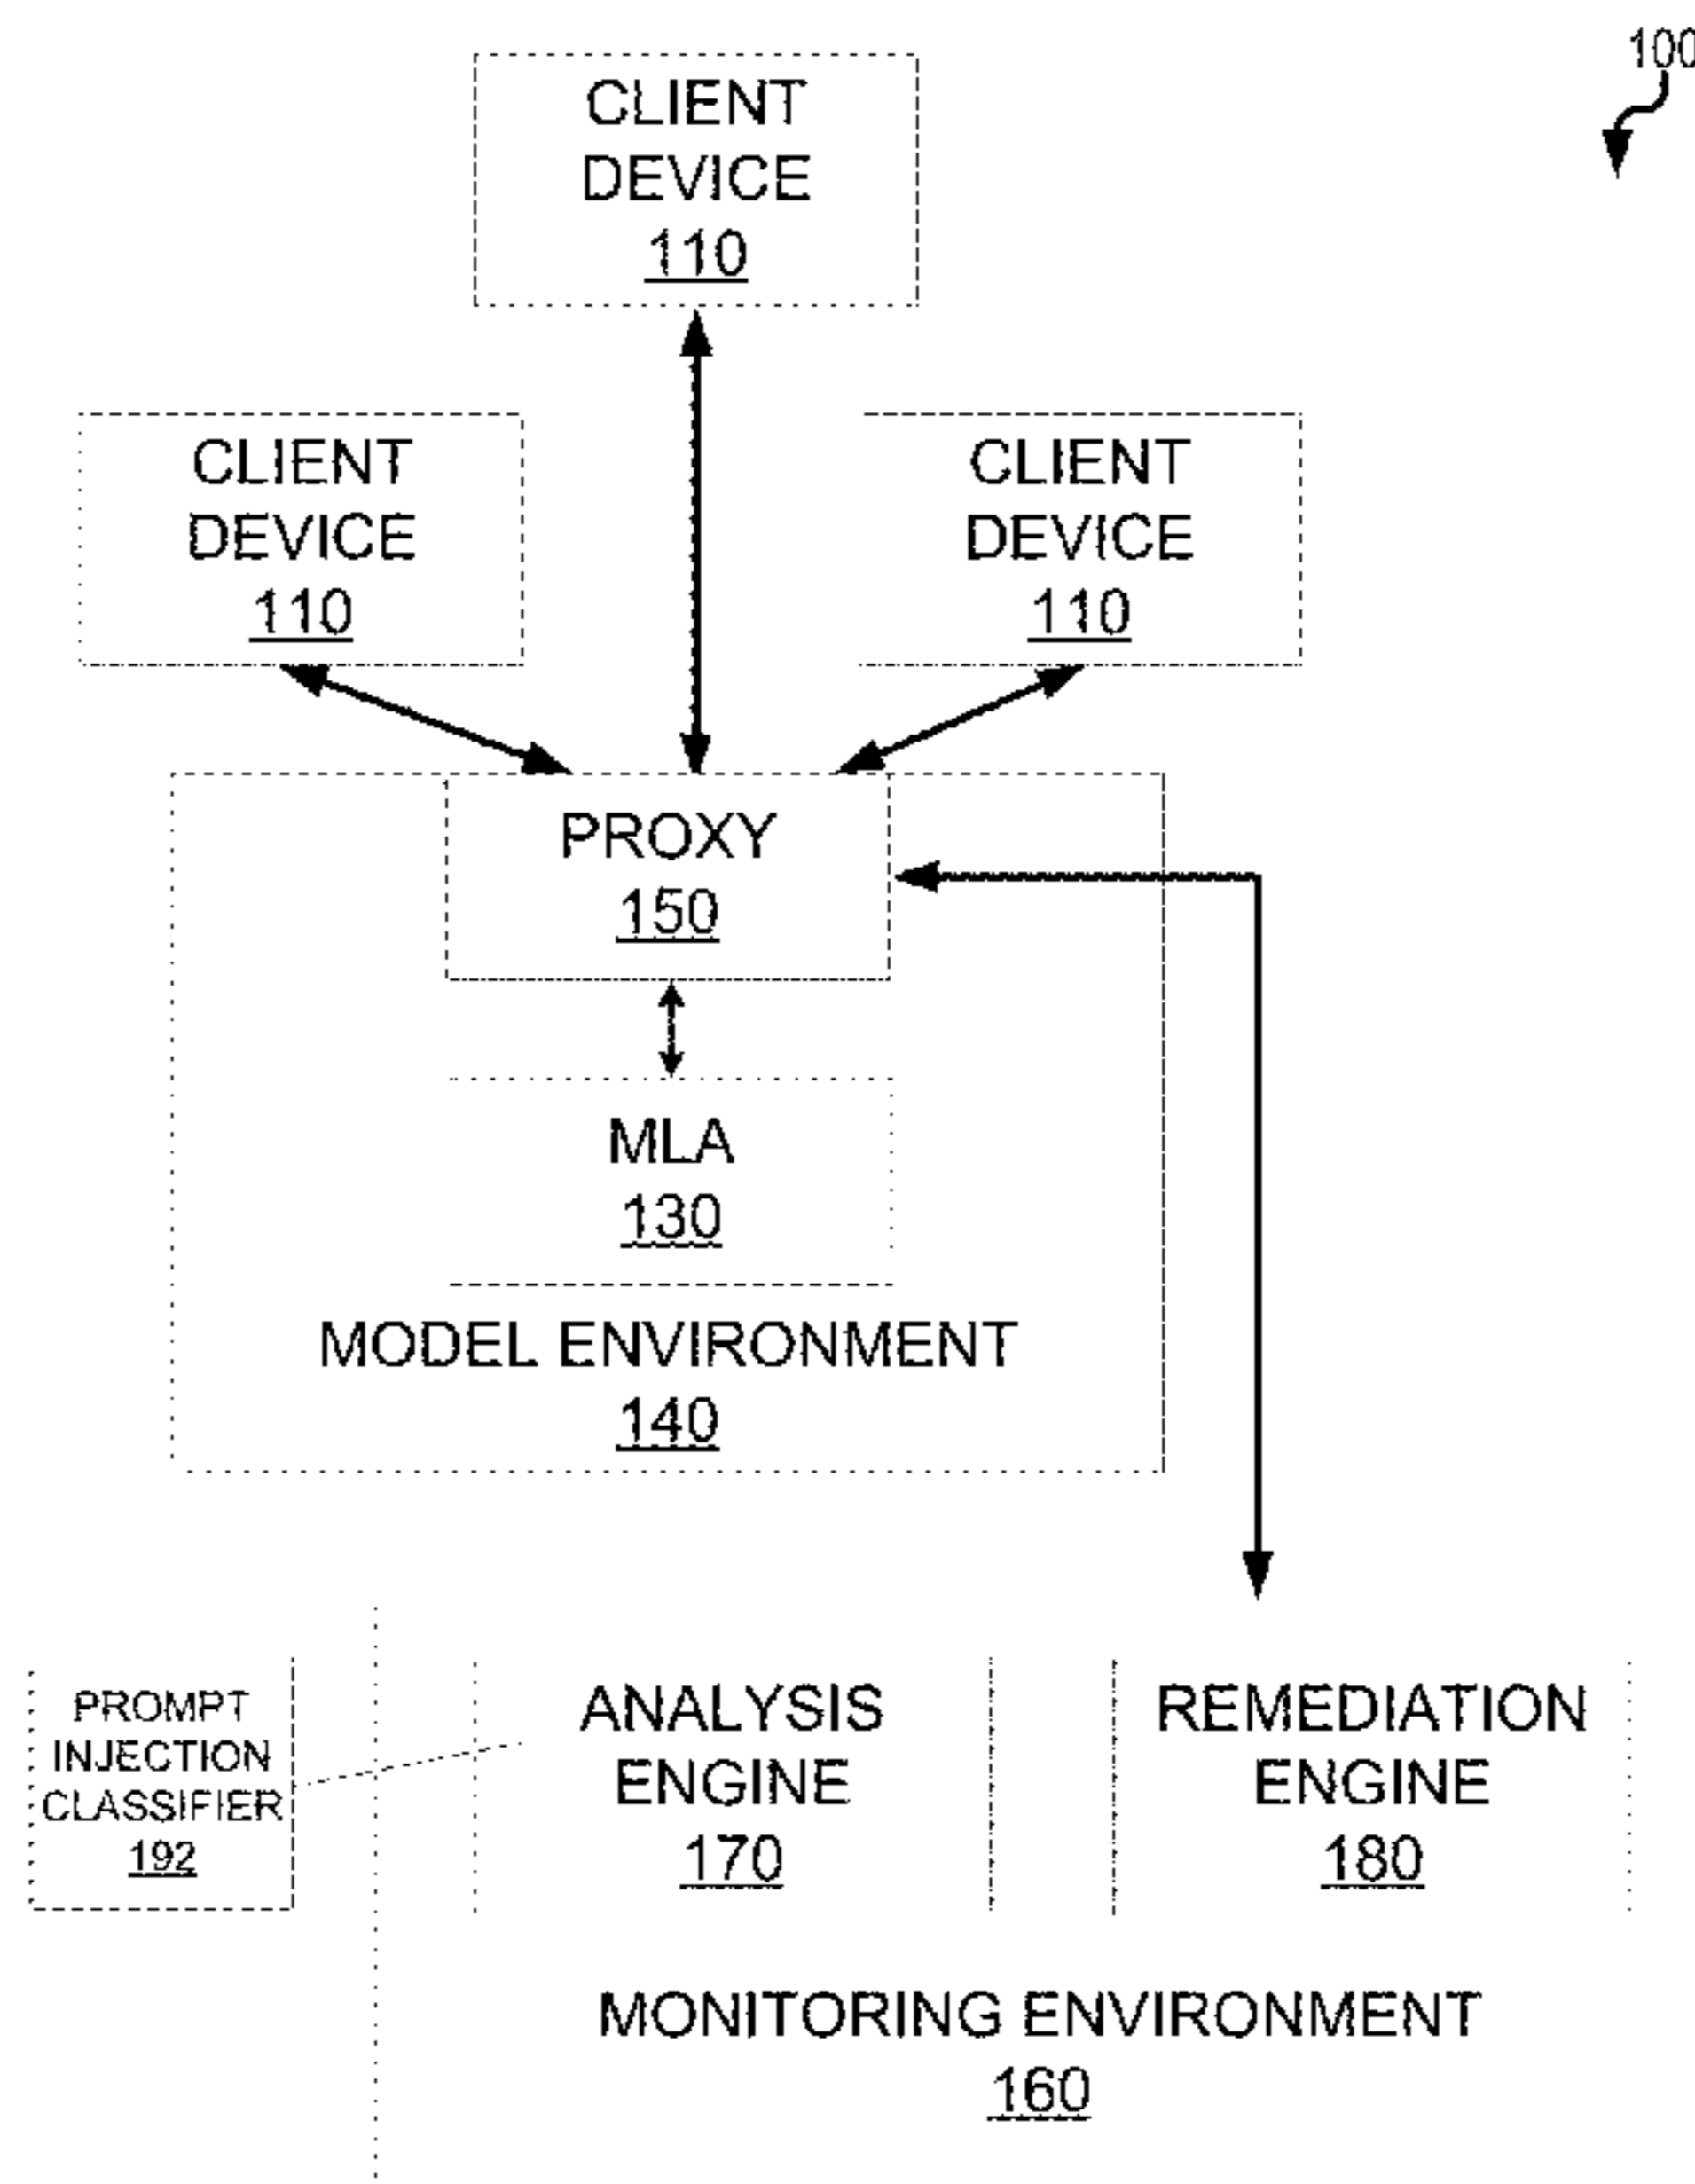 100
CLIENT
DEVICE
110
CLIENT
DEVICE
110
CLIENT
DEVICE
110
PROXY
150
MLA
130
MODEL ENVIRONMENT
140
PROMPT
INJECTION
CLASSIFIER
192
ANALYSIS
ENGINE
170
REMEDIATION
ENGINE
180
MONITORING ENVIRONMENT
160